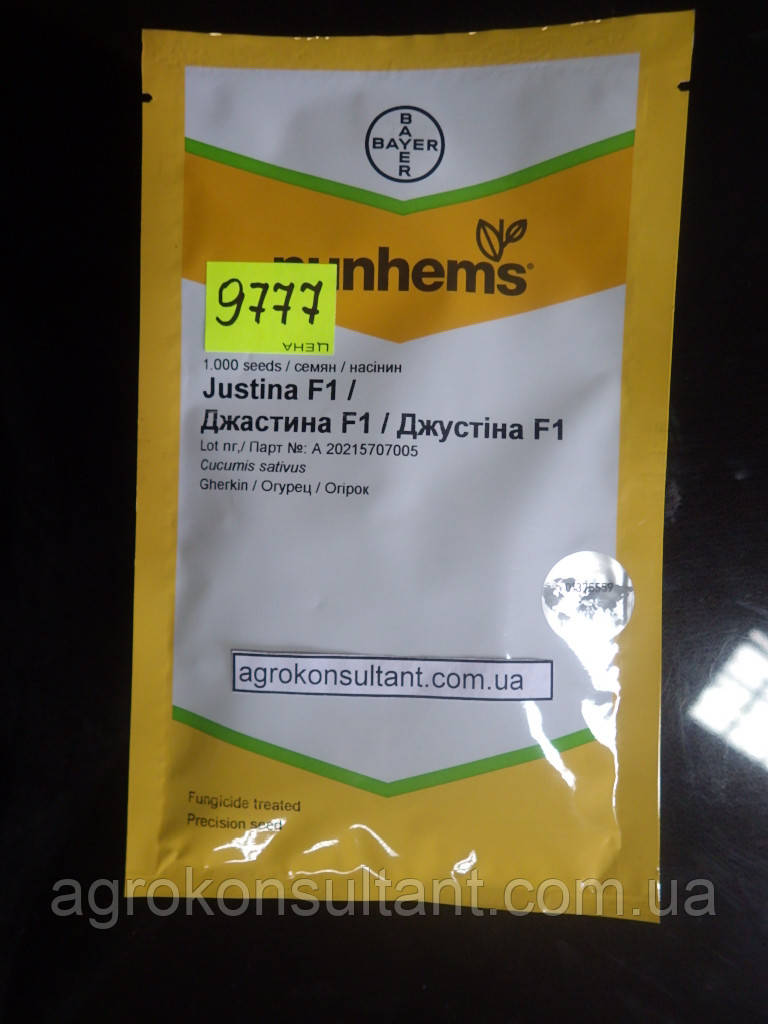 BAYER
BAYER
nunhems
9777
ЦЕНА
1.000 seeds / семян / насінин
Justina F1 /
Джастина F1 / Джустіна F1
Lot nr,/ Парт №: A 20215707005
Cucumis sativus
Gherkin / Огурец / Огірок
agrokonsultant.com.ua
Fungicide treated
Precision seed
agrokonsultant.com.ua